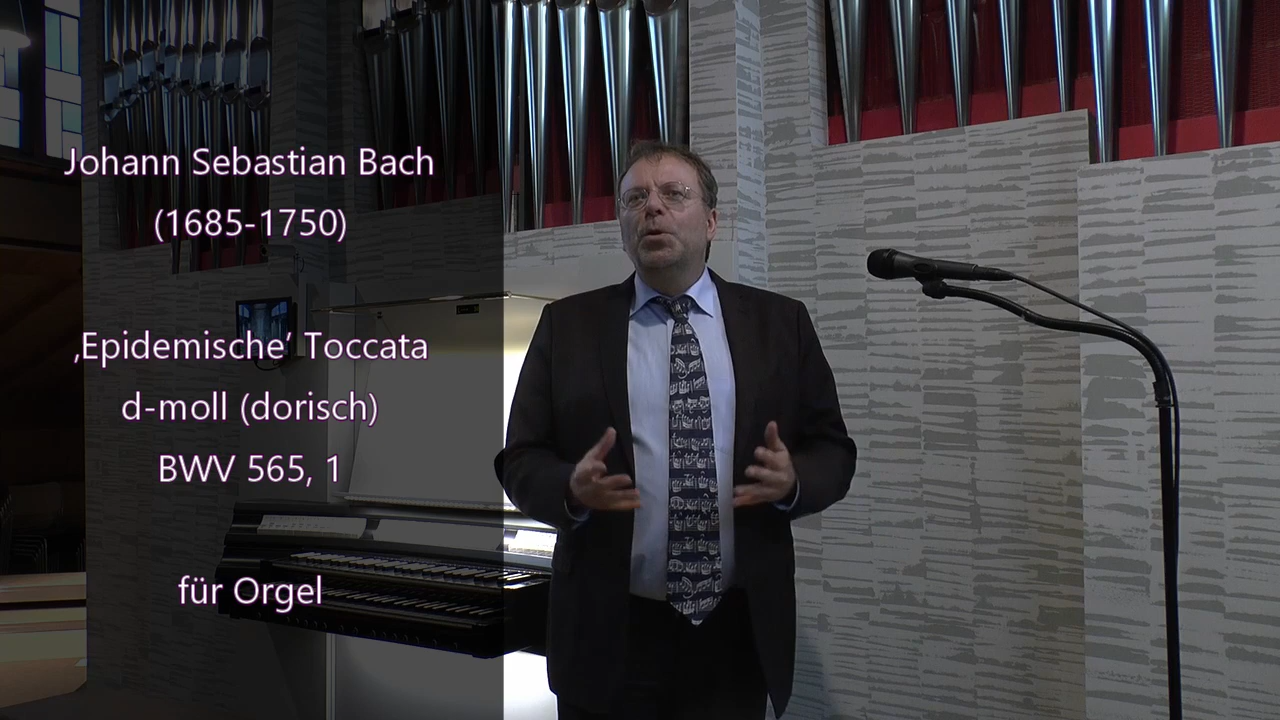 Johann Sebastian Bach
(1685-1750)
‚Epidemische‘ Toccata
d-moll (dorisch)
BWV 565, 1
für Orgel